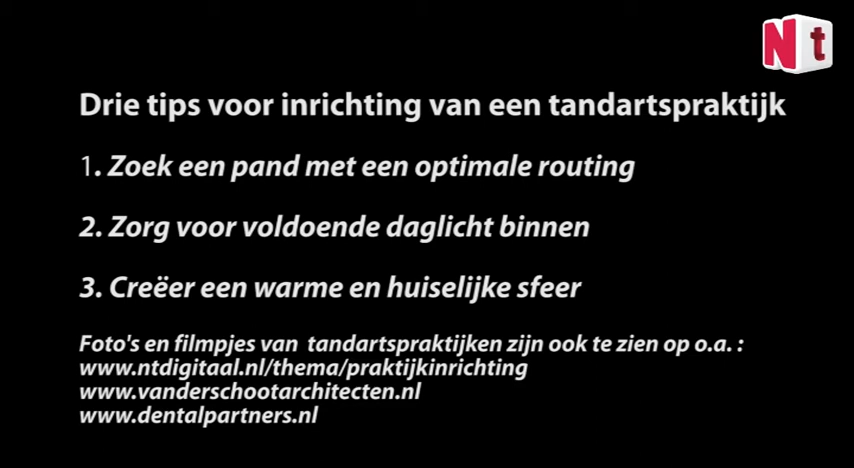 Nt
Drie tips voor inrichting van een tandartspraktijk
1. Zoek een pand met een optimale routing
2. Zorg voor voldoende daglicht binnen
3. Creëer een warme en huiselijke sfeer
Foto's en filmpjes van tandartspraktijken zijn ook te zien op o.a. :
www.ntdigitaal.nl/thema/praktijkinrichting
www.vanderschootarchitecten.nl
www.dentalpartners.nl